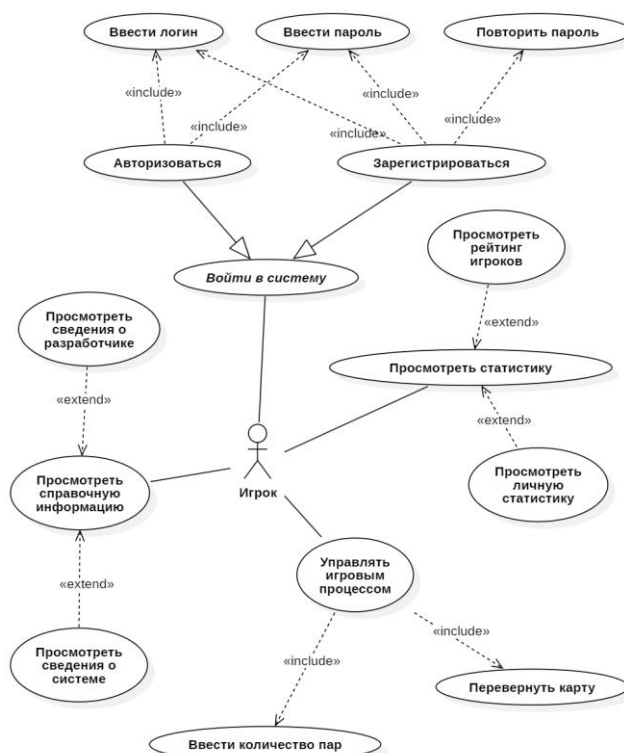 Ввести логин
Ввести пароль
Повторить пароль
«include»
«include»
«include»
«include»
«include»
Авторизоваться
Зарегистрироваться
Войти в систему
Просмотреть
рейтинг
игроков
Просмотреть
сведения о
разработчике
«extend»
Просмотреть статистику
«extend»
«extend»
Игрок
Просмотреть
справочную
информацию
Просмотреть
личную
статистику
Управлять
игровым
процессом
«extend»
«include»
«include»
Просмотреть
сведения о
системе
Перевернуть карту
Ввести количество пар